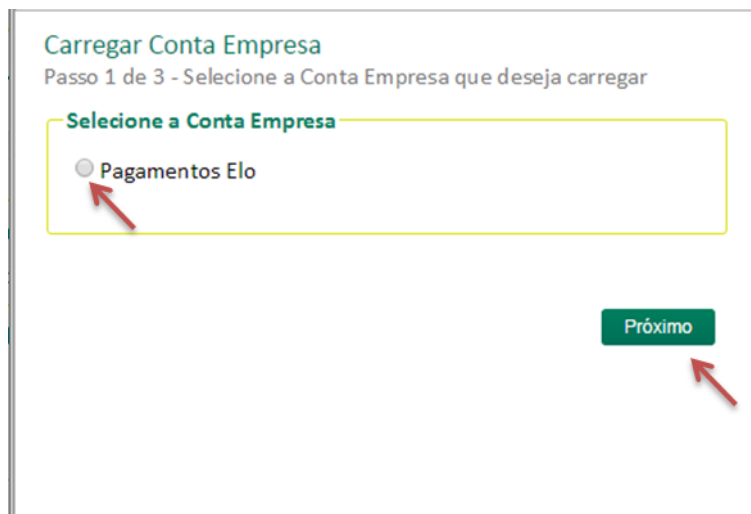 Carregar Conta Empresa
Passo 1 de 3 - Selecione a Conta Empresa que deseja carregar
Selecione a Conta Empresa
Pagamentos Elo
Próximo